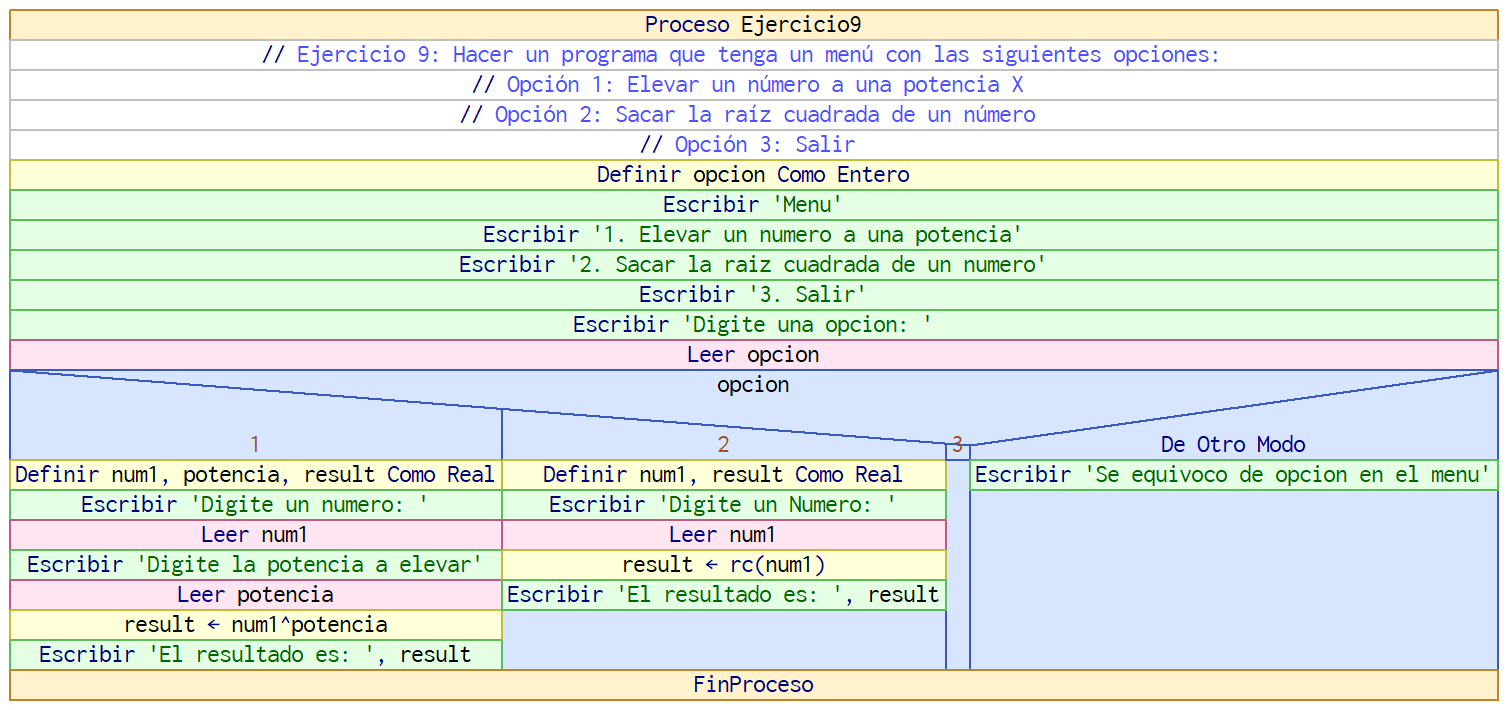 Proceso Ejercicio9
// Ejercicio 9: Hacer un programa que tenga un menú con las siguientes opciones:
// Opción 1: Elevar un número a una potencia X
// Opción 2: Sacar la raíz cuadrada de un número
// Opción 3: Salir
Definir opcion Como Entero
Escribir 'Menu'
Escribir '1. Elevar un numero a una potencia'
Escribir '2. Sacar la raiz cuadrada de un numero'
Escribir '3. Salir'
Escribir 'Digite una opcion: '
Leer opcion
opcion
1
Definir num1, potencia, result Como Real
Escribir 'Digite un numero: '
Leer num1
Escribir 'Digite la potencia a elevar'
Leer potencia
result ← num1^potencia
Escribir 'El resultado es: ', result
2
Definir num1, result Como Real
Escribir 'Digite un Numero: '
Leer num1
result ← rc(num1)
Escribir 'El resultado es: ', result
3
De Otro Modo
Escribir 'Se equivoco de opcion en el menu'
FinProceso